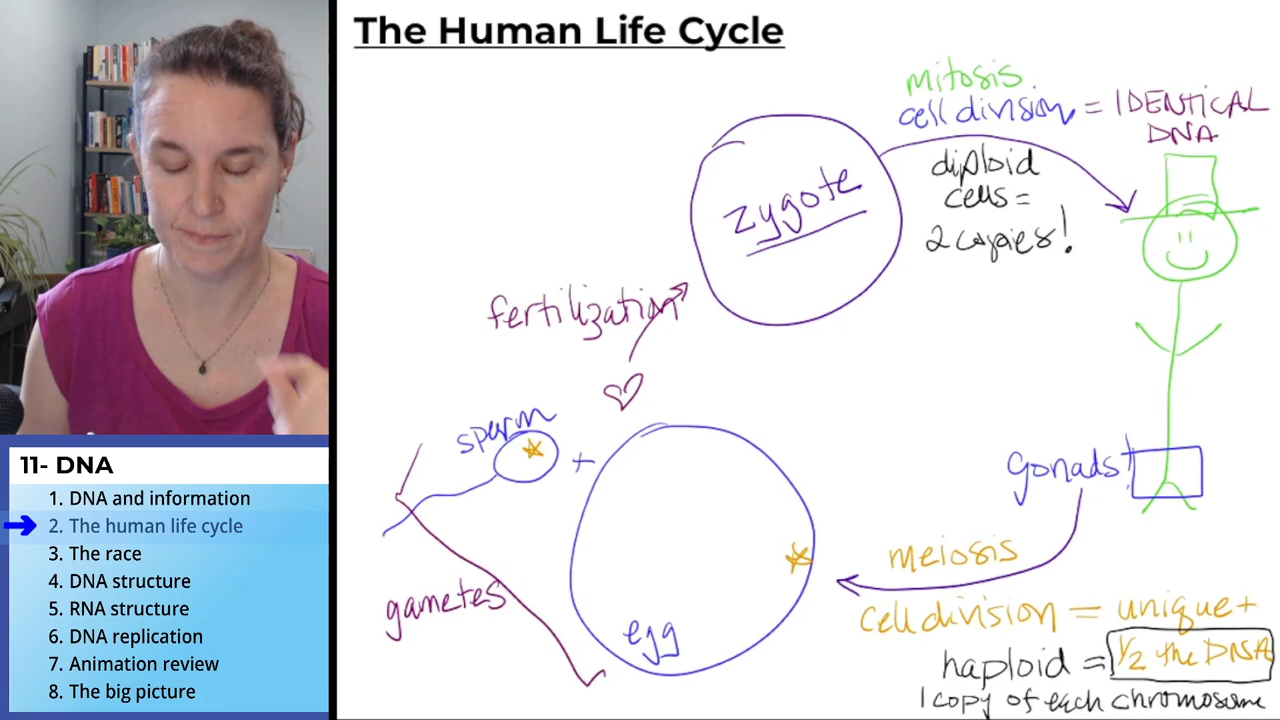 The Human Life Cycle
mitosis
cell division = IDENTICAL
DNA
diploid
cells =
2 copies!
zygote
fertilization
sperm
+
egg
gametes
gonads!
meiosis
cell division = unique +
haploid = 1/2 the DNA
1 copy of each chromosome
11- DNA
1. DNA and information
2. The human life cycle
3. The race
4. DNA structure
5. RNA structure
6. DNA replication
7. Animation review
8. The big picture